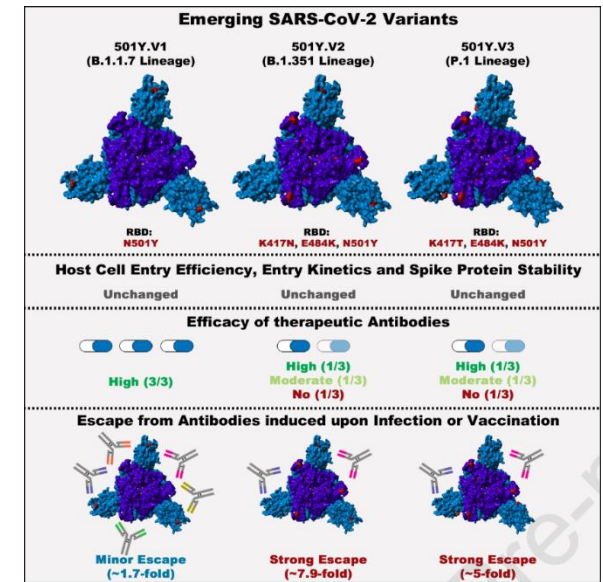 Emerging SARS-CoV-2 Variants
501Y.V1 501Y.V2 501Y.V3
(B.1.1.7 Lineage) (B.1.351 Lineage) (P.1 Lineage)
RBD: RBD: RBD:
N501Y K417N, E484K, N501Y K417T, E484K, N501Y
Host Cell Entry Efficiency, Entry Kinetics and Spike Protein Stability
Unchanged Unchanged Unchanged
Efficacy of therapeutic Antibodies
High (3/3) High (1/3) High (1/3)
Moderate (1/3) Moderate (1/3)
No (1/3) No (1/3)
Escape from Antibodies induced upon Infection or Vaccination
Minor Escape Strong Escape Strong Escape
(~1.7-fold) (~7.9-fold) (~5-fold)
re-p